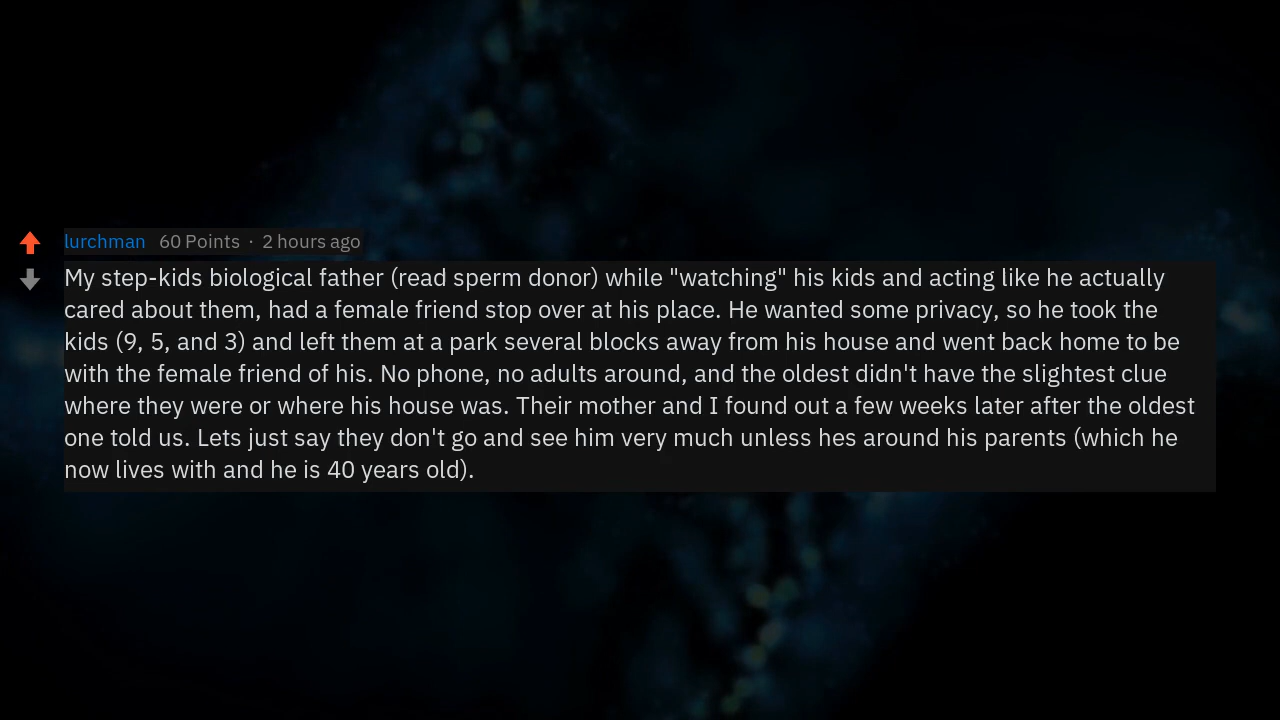 lurchman 60 Points · 2 hours ago
My step-kids biological father (read sperm donor) while "watching" his kids and acting like he actually
cared about them, had a female friend stop over at his place. He wanted some privacy, so he took the
kids (9, 5, and 3) and left them at a park several blocks away from his house and went back home to be
with the female friend of his. No phone, no adults around, and the oldest didn't have the slightest clue
where they were or where his house was. Their mother and I found out a few weeks later after the oldest
one told us. Lets just say they don't go and see him very much unless hes around his parents (which he
now lives with and he is 40 years old).